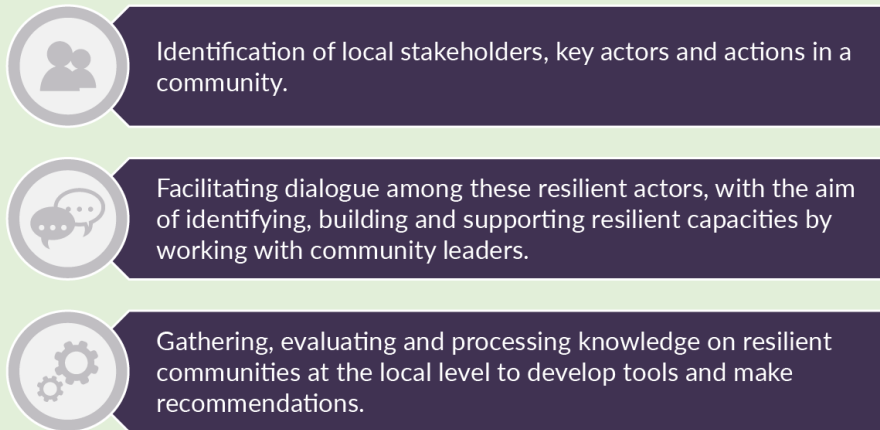 Identification of local stakeholders, key actors and actions in a
community.
Facilitating dialogue among these resilient actors, with the aim
of identifying, building and supporting resilient capacities by
working with community leaders.
Gathering, evaluating and processing knowledge on resilient
communities at the local level to develop tools and make
recommendations.